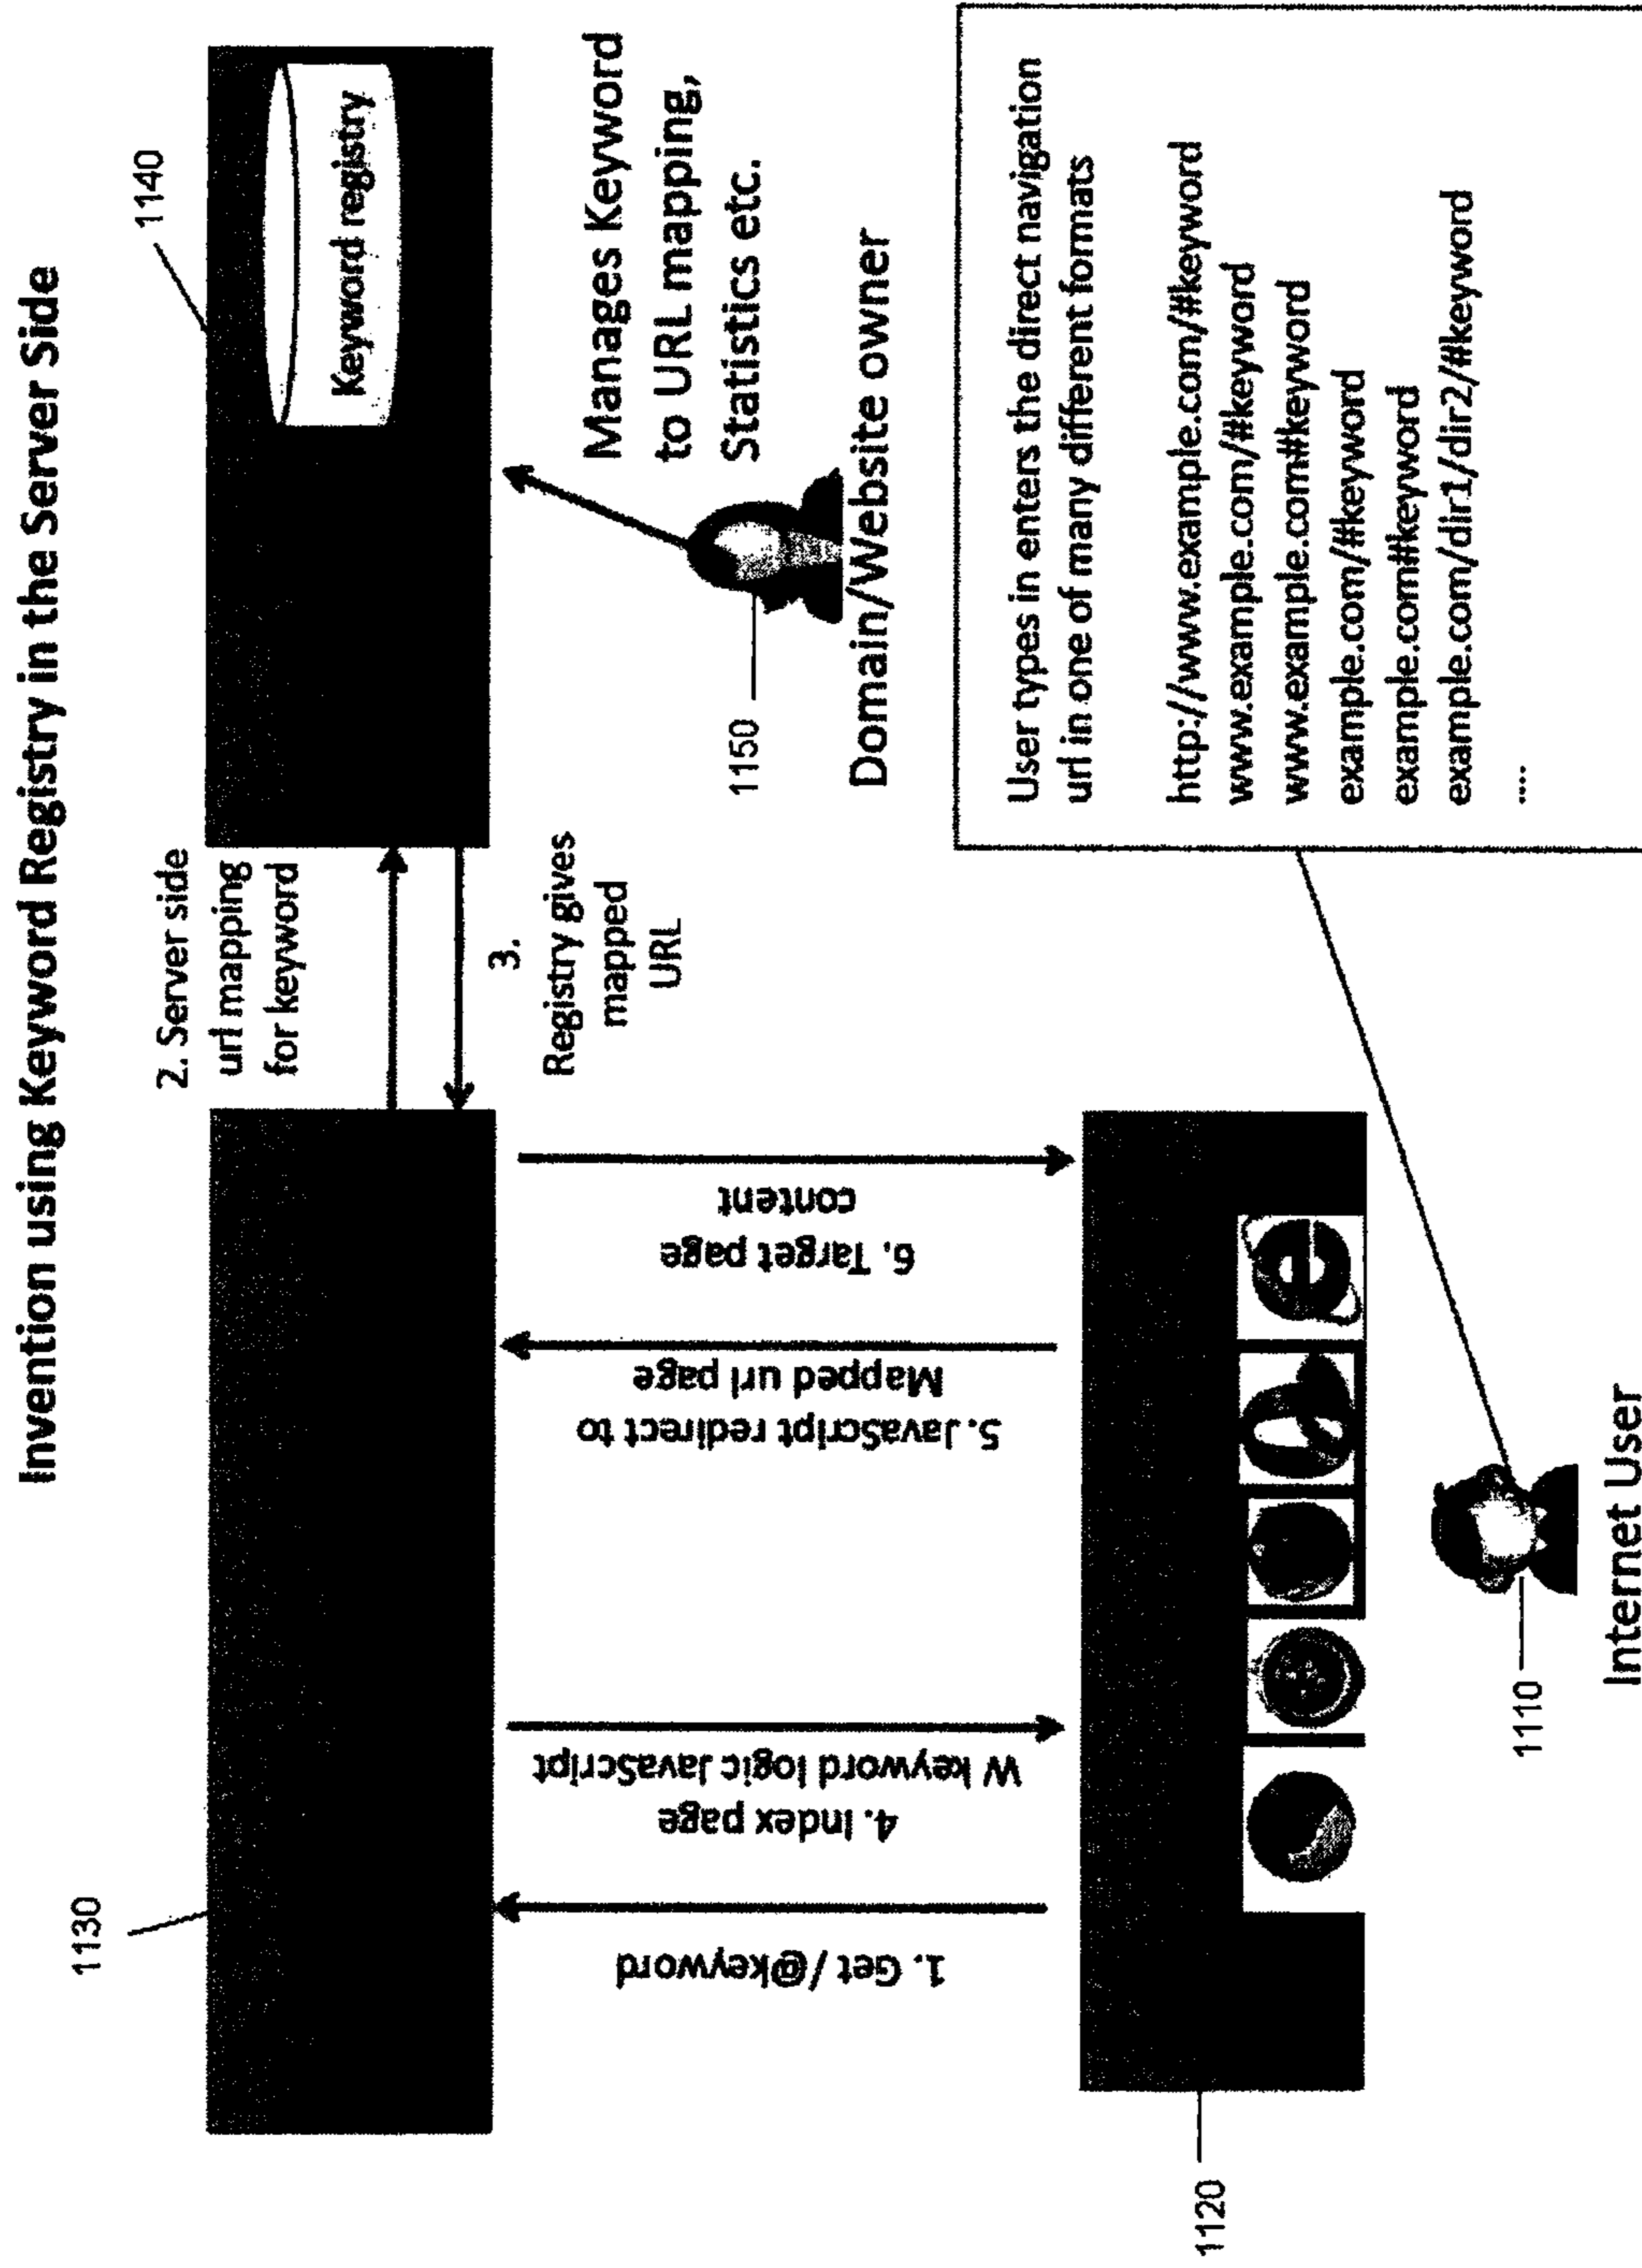 Invention using Keyword Registry in the Server Side
1130
1140
2. Server side
url mapping
for keyword
Keyword registry
3.
Registry gives
mapped
URL
Manages Keyword
to URL mapping,
Statistics etc.
1150
Domain/Website owner
1. Get /@keyword
4. Index page
W keyword logic JavaScript
5. JavaScript redirect to
Mapped url page
6. Target page
content
1120
1110
Internet User
User types in enters the direct navigation
url in one of many different formats
http://www.example.com/#keyword
www.example.com/#keyword
www.example.com#keyword
example.com/#keyword
example.com#keyword
example.com/dir1/dir2/#keyword
....